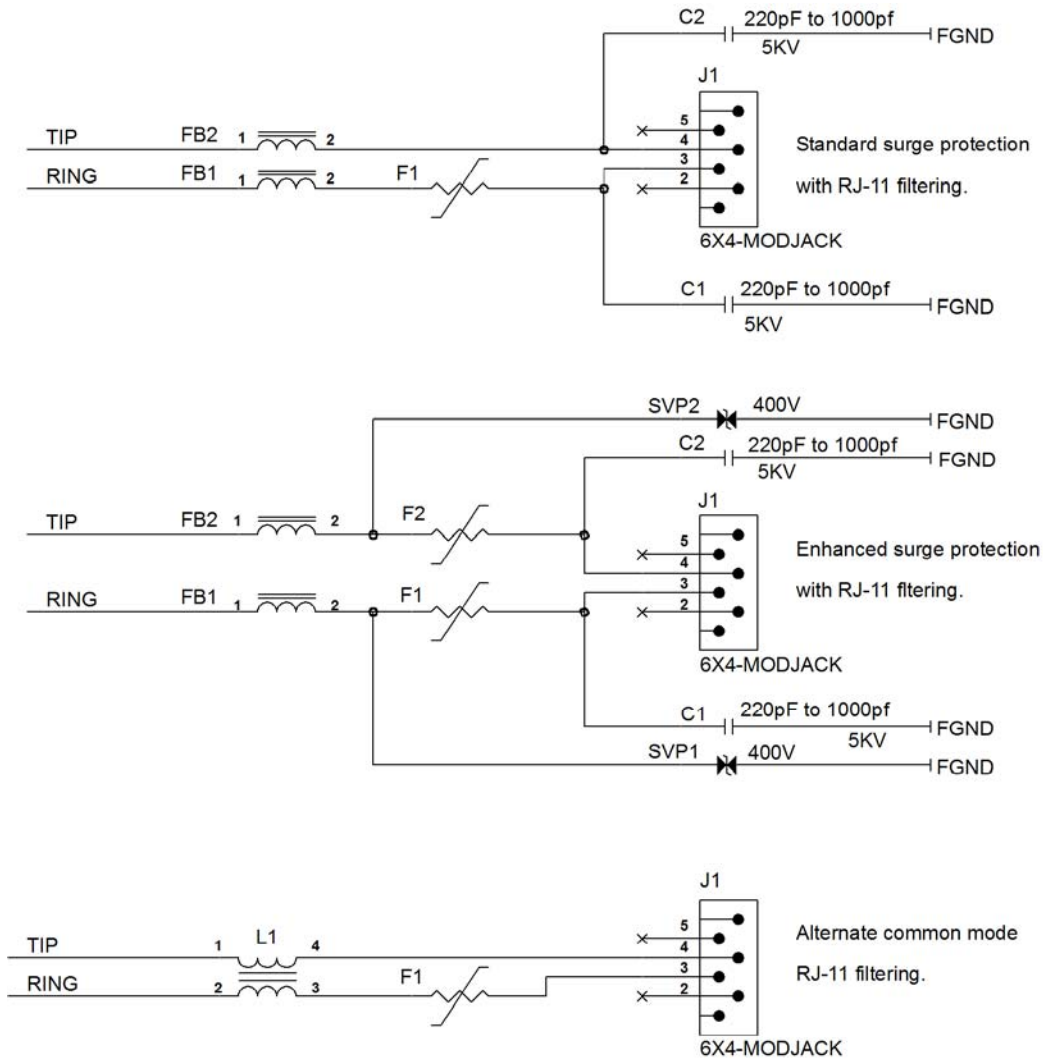 C2 220pF to 1000pf
5KV
FGND
J1
TIP FB2 1 2
RING FB1 1 2 F1
5
4
3
2
Standard surge protection
with RJ-11 filtering.
6X4-MODJACK
C1 220pF to 1000pf
5KV
FGND
SVP2 400V
FGND
C2 220pF to 1000pf
5KV
FGND
J1
TIP FB2 1 2 F2
RING FB1 1 2 F1
5
4
3
2
Enhanced surge protection
with RJ-11 fltering.
6X4-MODJACK
C1 220pF to 1000pf
5KV
FGND
SVP1 400V
FGND
J1
TIP 1 L1 4
RING 2 3 F1
5
4
3
2
Alternate common mode
RJ-11 filtering.
6X4-MODJACK